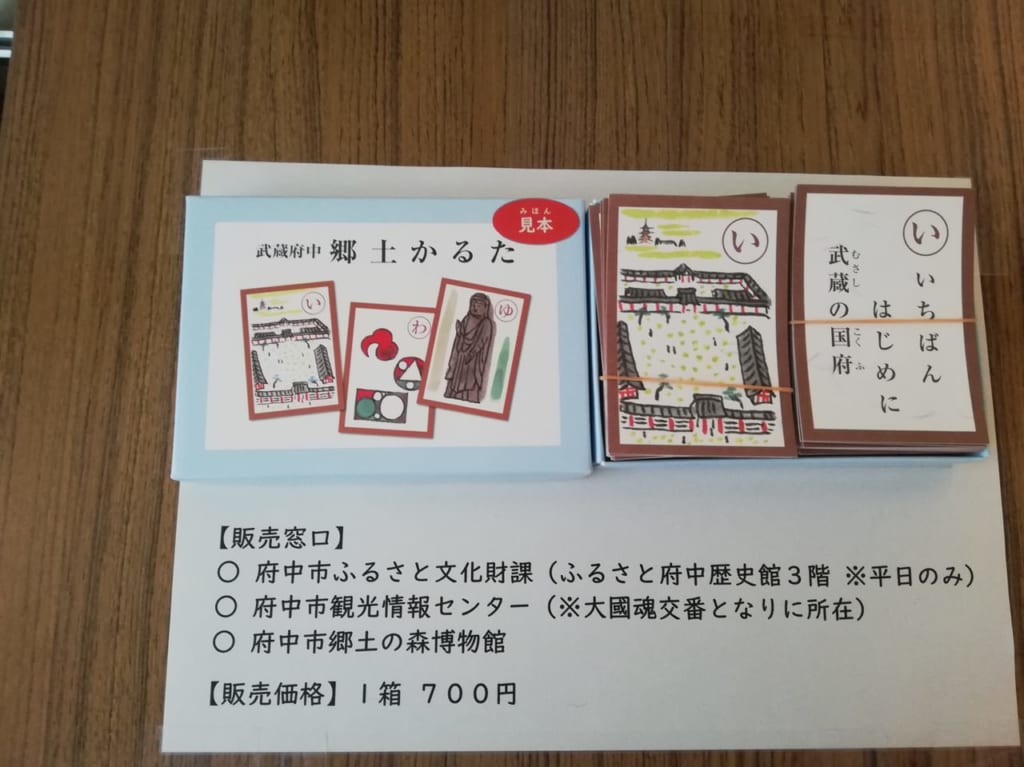 みほん
見本
武蔵府中 郷土かるた
い
わ
ゆ
い
い
いちばん
はじめに
武蔵の国府
むさし
こくふ
【販売窓口】
〇 府中市ふるさと文化財課(ふるさと府中歴史館3階 ※平日のみ)
〇 府中市観光情報センター(※大國魂交番となりに所在)
〇 府中市郷土の森博物館
【販売価格】1箱 700円